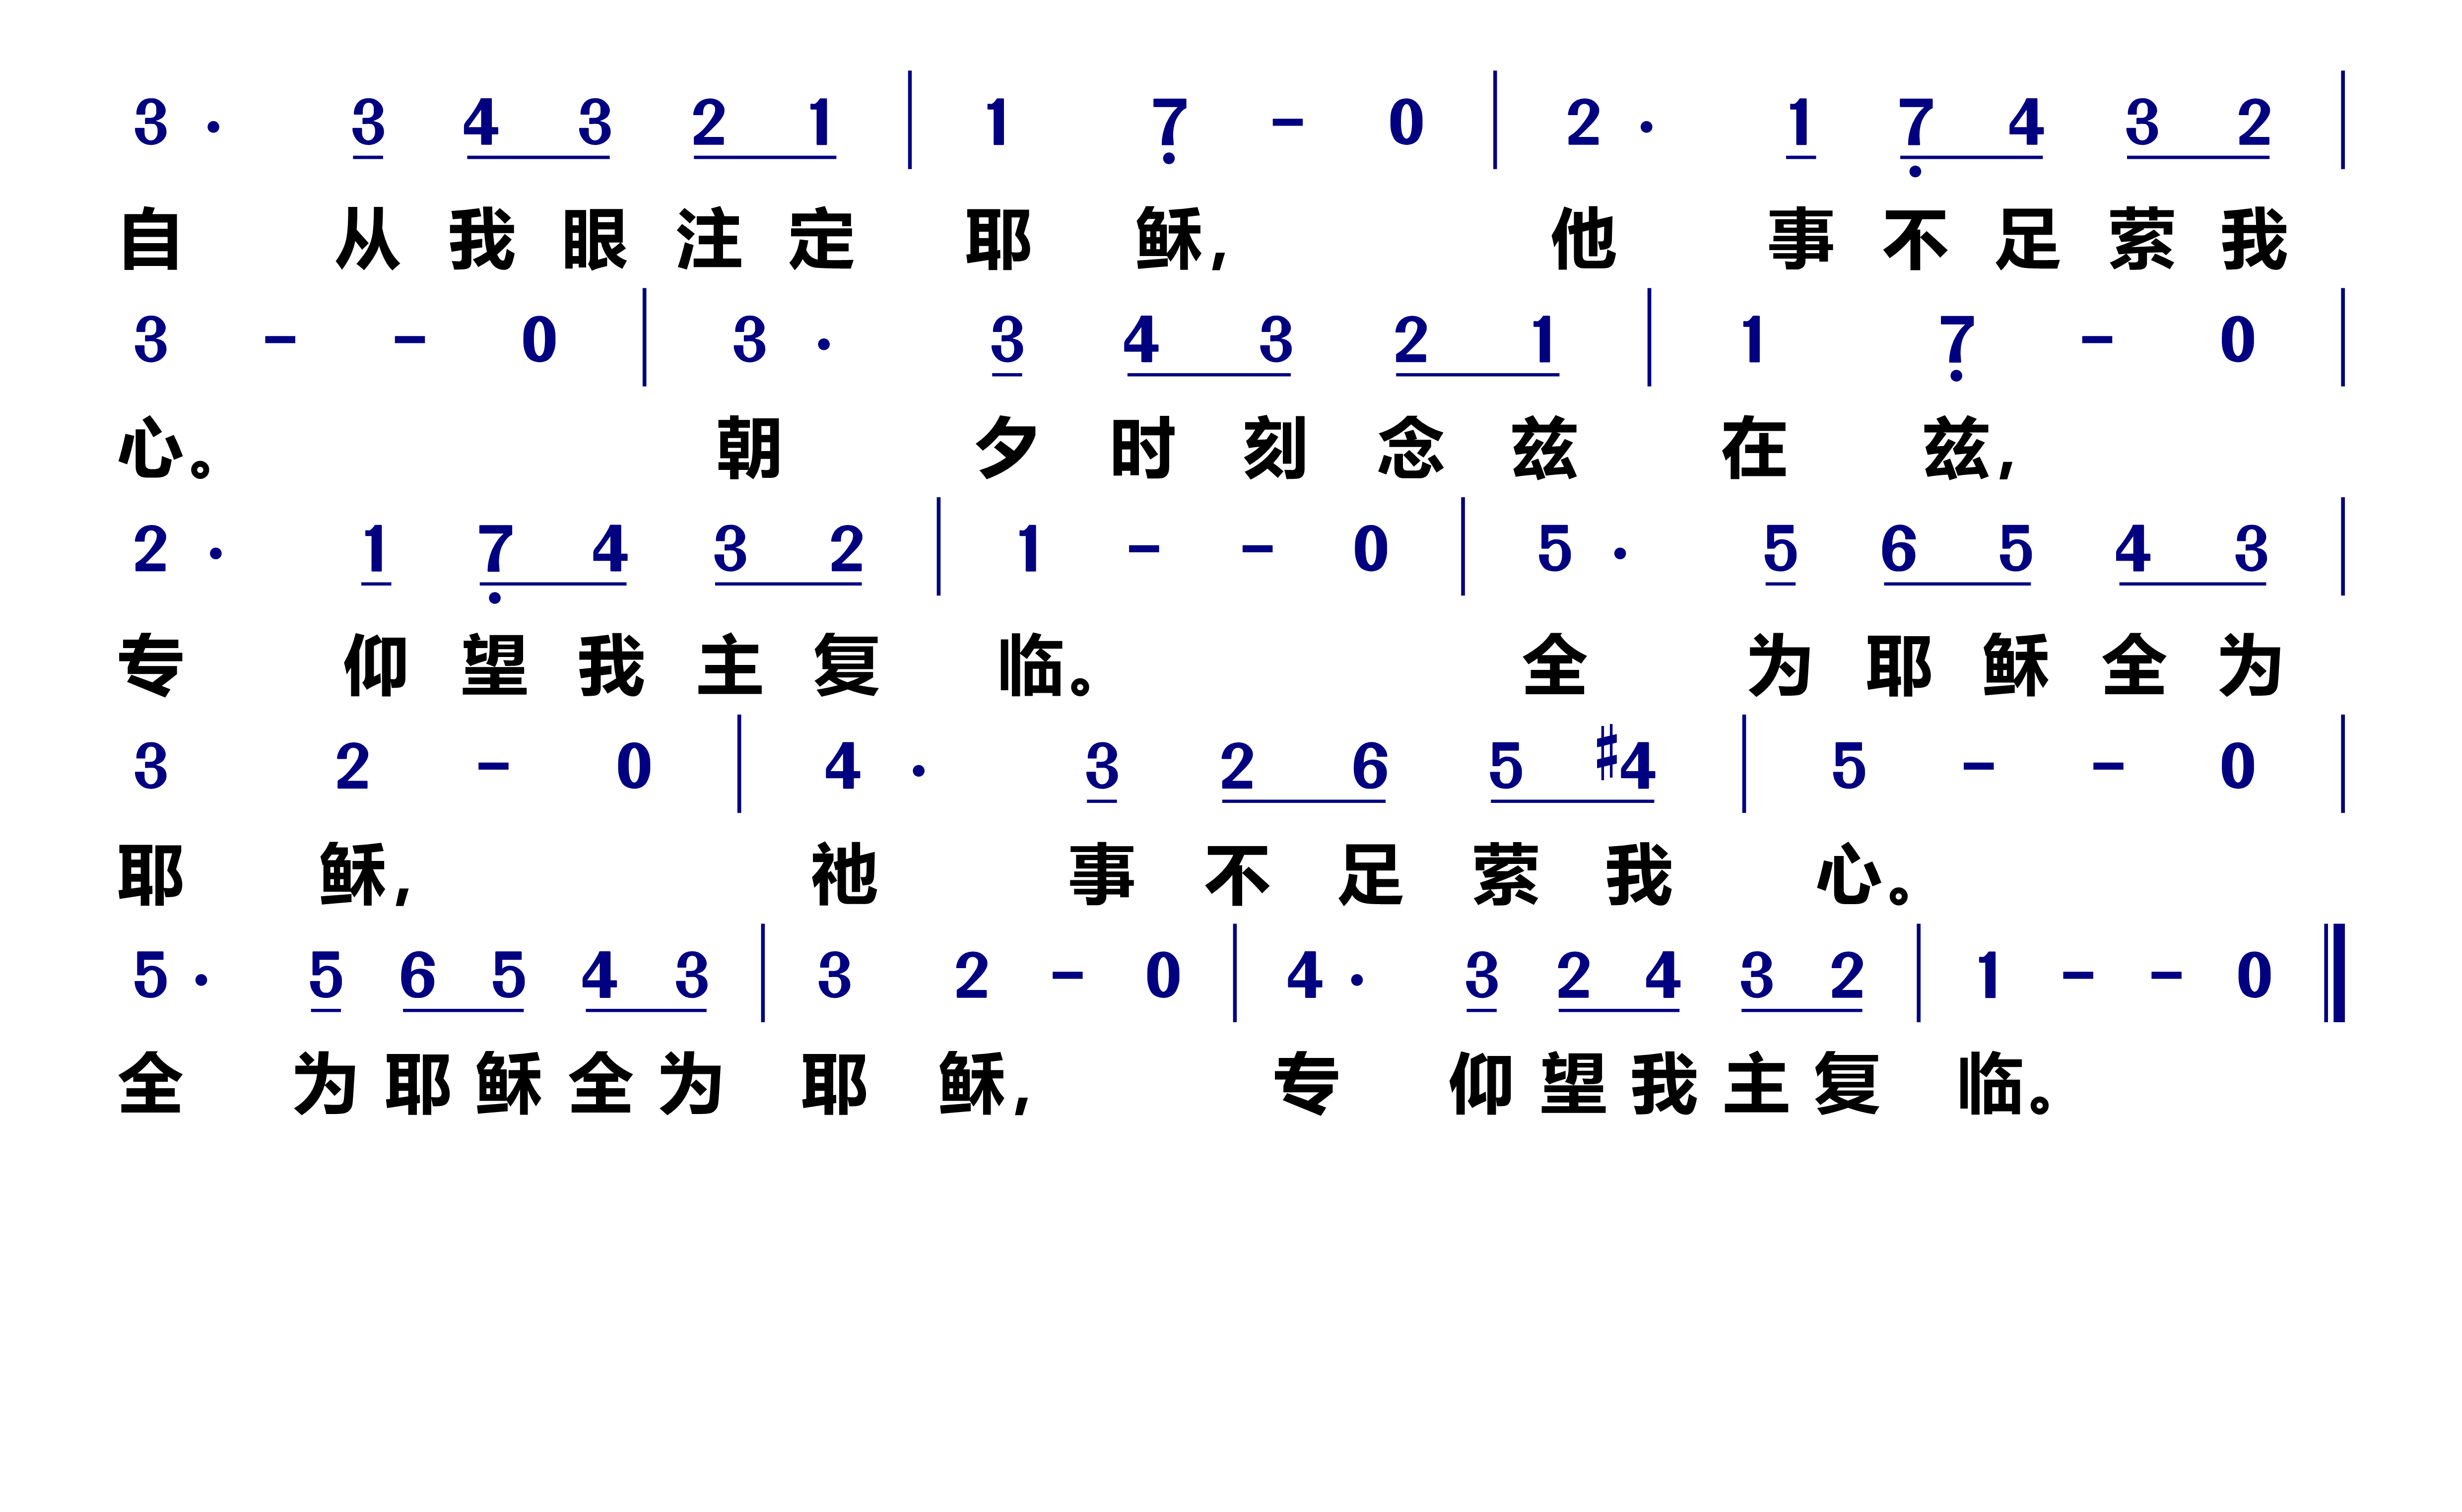 3 · 3 4 3 2 1 | 1 7̣ - 0 | 2 · 1 7̣ 4 3 2 |
自 从 我 眼 注 定 耶 稣, 他 事 不 足 萦 我
3 - - 0 | 3 · 3 4 3 2 1 | 1 7̣ - 0 |
心。 朝 夕 时 刻 念 兹 在 兹,
2 · 1 7̣ 4 3 2 | 1 - - 0 | 5 · 5 6 5 4 3 |
专 仰 望 我 主 复 临。 全 为 耶 稣 全 为
3 2 - 0 | 4 · 3 2 6 5 ♯4 | 5 - - 0 |
耶 稣, 祂 事 不 足 萦 我 心。
5 · 5 6 5 4 3 | 3 2 - 0 | 4 · 3 2 4 3 2 | 1 - - 0 ‖
全 为 耶 稣 全 为 耶 稣, 专 仰 望 我 主 复 临。